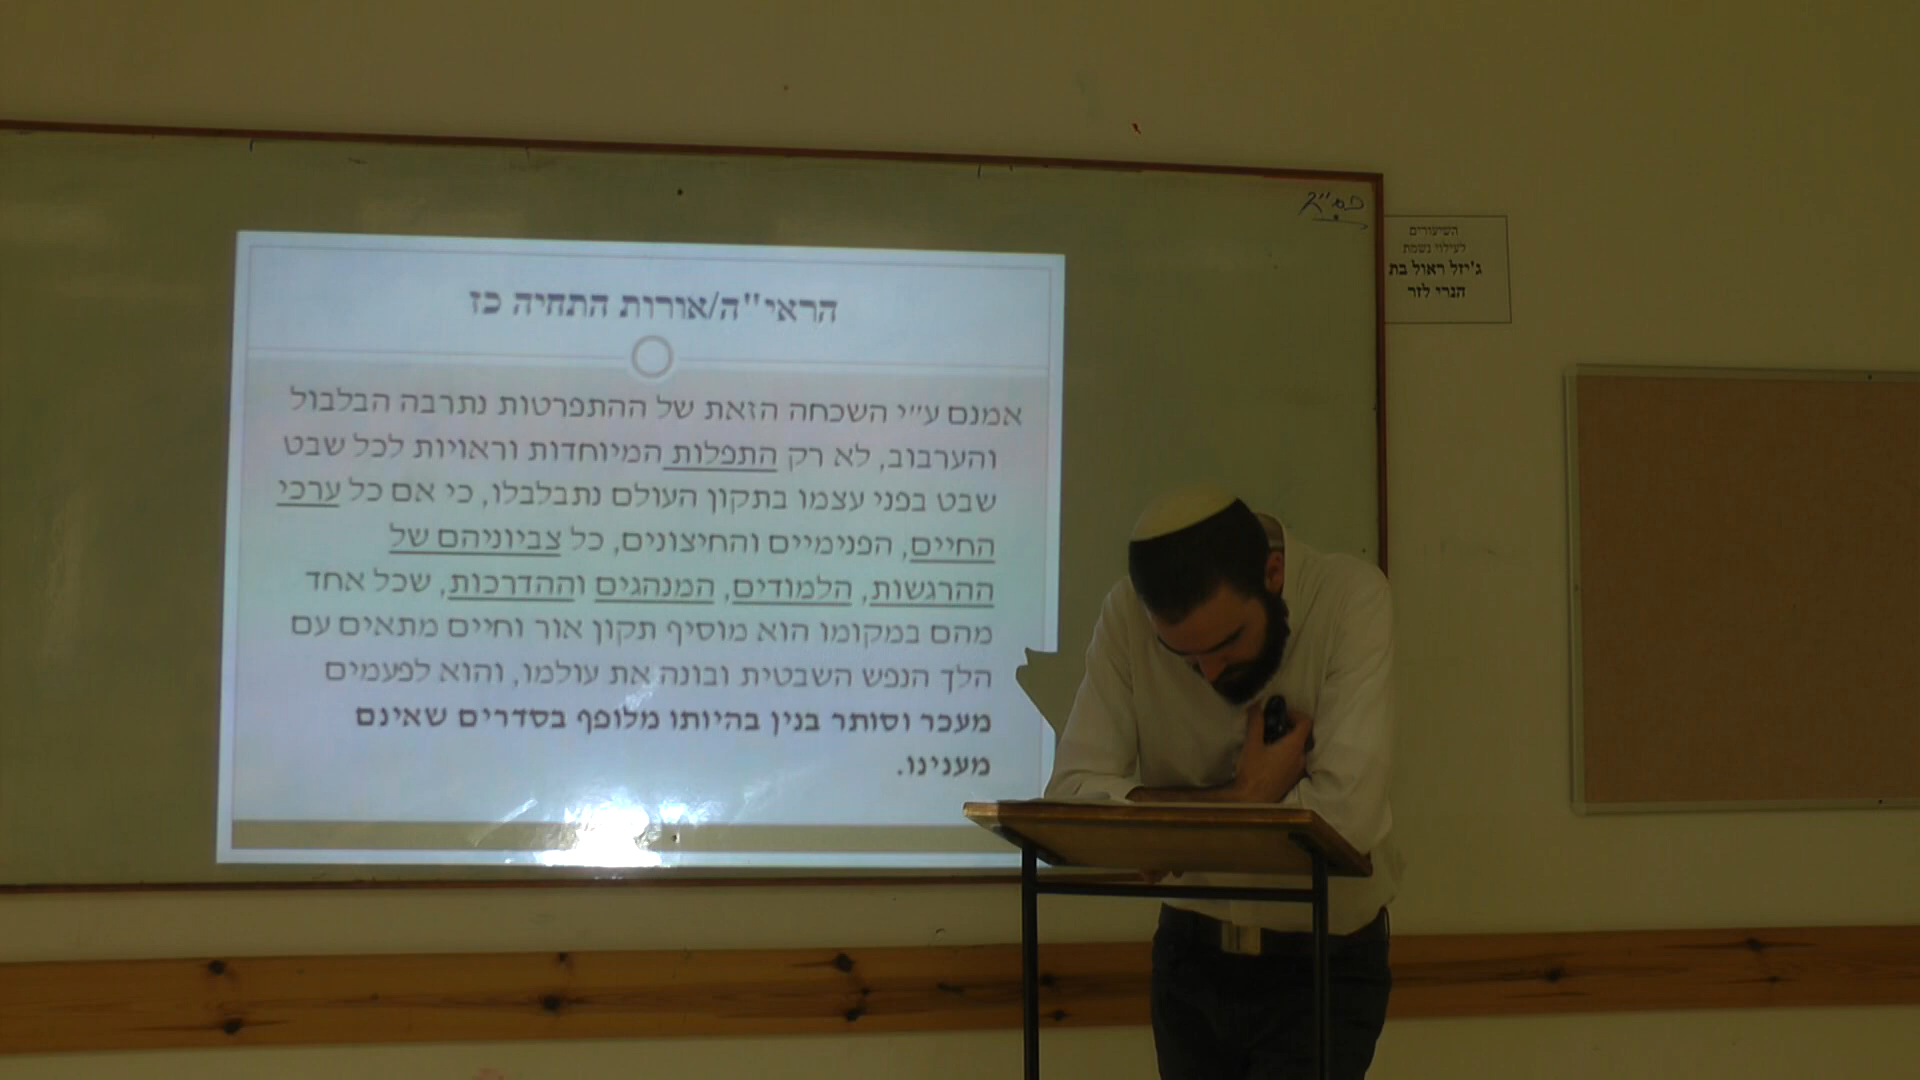 הראי"ה/אורות התחיה כז
אמנם ע״י השכחה הזאת של ההתפרטות נתרבה הבלבול
והערבוב, לא רק התפלות המיוחדות וראויות לכל שבט
שבט בפני עצמו בתקון העולם נתבלבלו, כי אם כל ערכי
החיים, הפנימיים והחיצונים, כל צביוניהם של
ההרגשות, הלמודים, המנהגים וההדרכות, שכל אחד
מהם במקומו הוא מוסיף תקון אור וחיים מתאים עם
הלך הנפש השבטית ובונה את עולמו, והוא לפעמים
מעכר וסותר בנין בהיותו מלופף בסדרים שאינם
מענינו.
בס"ד
השיעורים
לעילוי נשמת
ג'יזל ראול בת
הנרי לזר